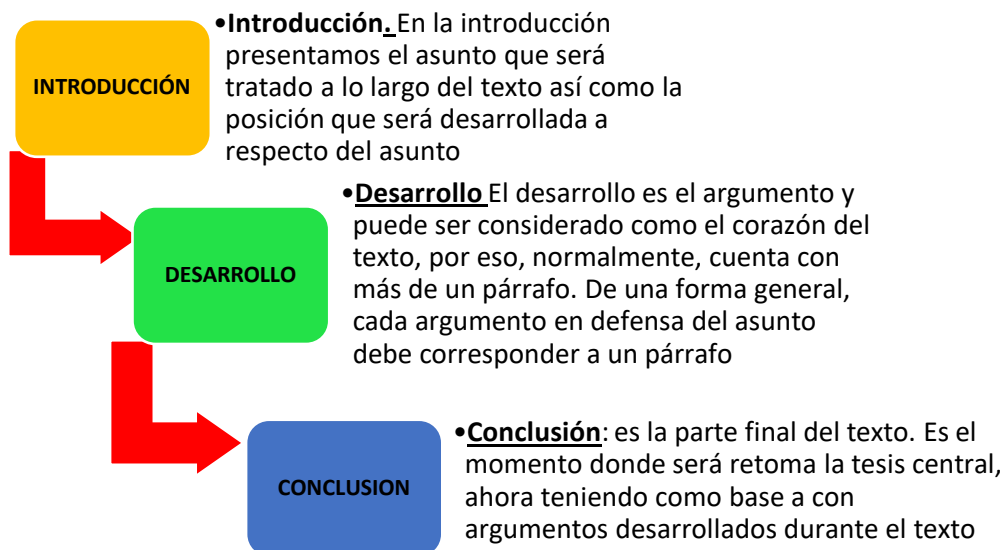 INTRODUCCIÓN
•Introducción. En la introducción
presentamos el asunto que será
tratado a lo largo del texto así como la
posición que será desarrollada a
respecto del asunto
DESARROLLO
•Desarrollo El desarrollo es el argumento y
puede ser considerado como el corazón del
texto, por eso, normalmente, cuenta con
más de un párrafo. De una forma general,
cada argumento en defensa del asunto
debe corresponder a un párrafo
CONCLUSION
•Conclusión: es la parte final del texto. Es el
momento donde será retoma la tesis central,
ahora teniendo como base a con
argumentos desarrollados durante el texto